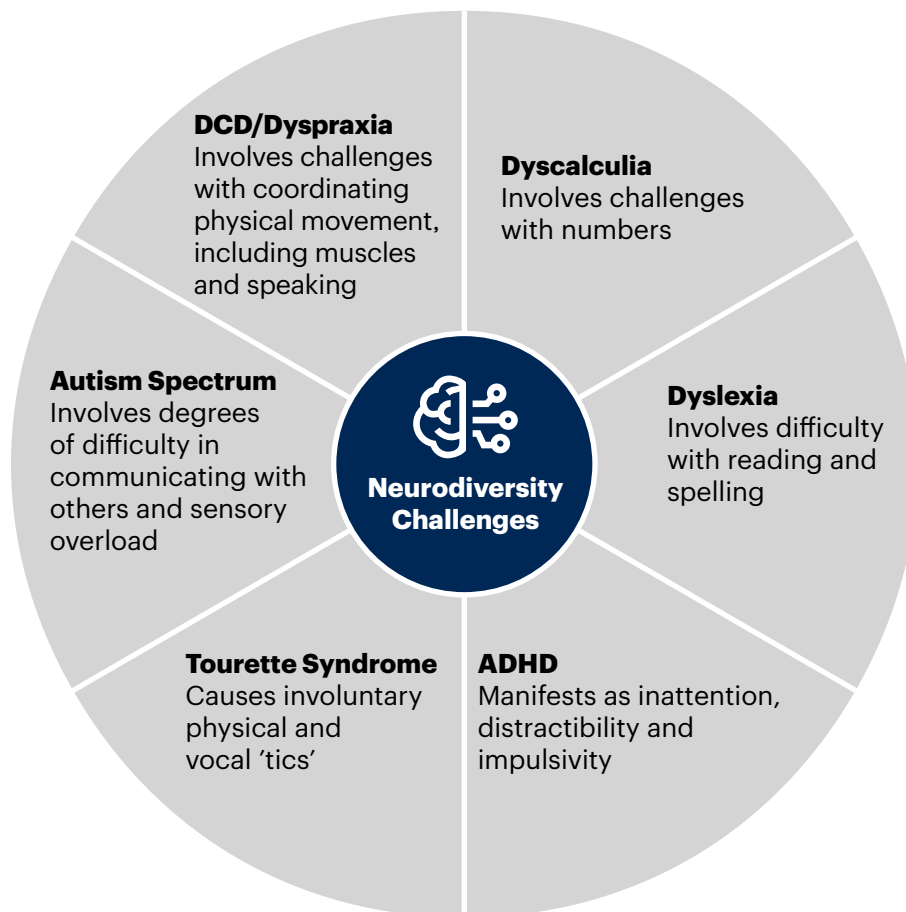 DCD/Dyspraxia
Involves challenges
with coordinating
physical movement,
including muscles
and speaking
Dyscalculia
Involves challenges
with numbers
Autism Spectrum
Involves degrees
of difficulty in
communicating with
others and sensory
overload
Neurodiversity
Challenges
Dyslexia
Involves difficulty
with reading and
spelling
Tourette Syndrome
Causes involuntary
physical and
vocal ’tics’
ADHD
Manifests as inattention,
distractibility and
impulsivity